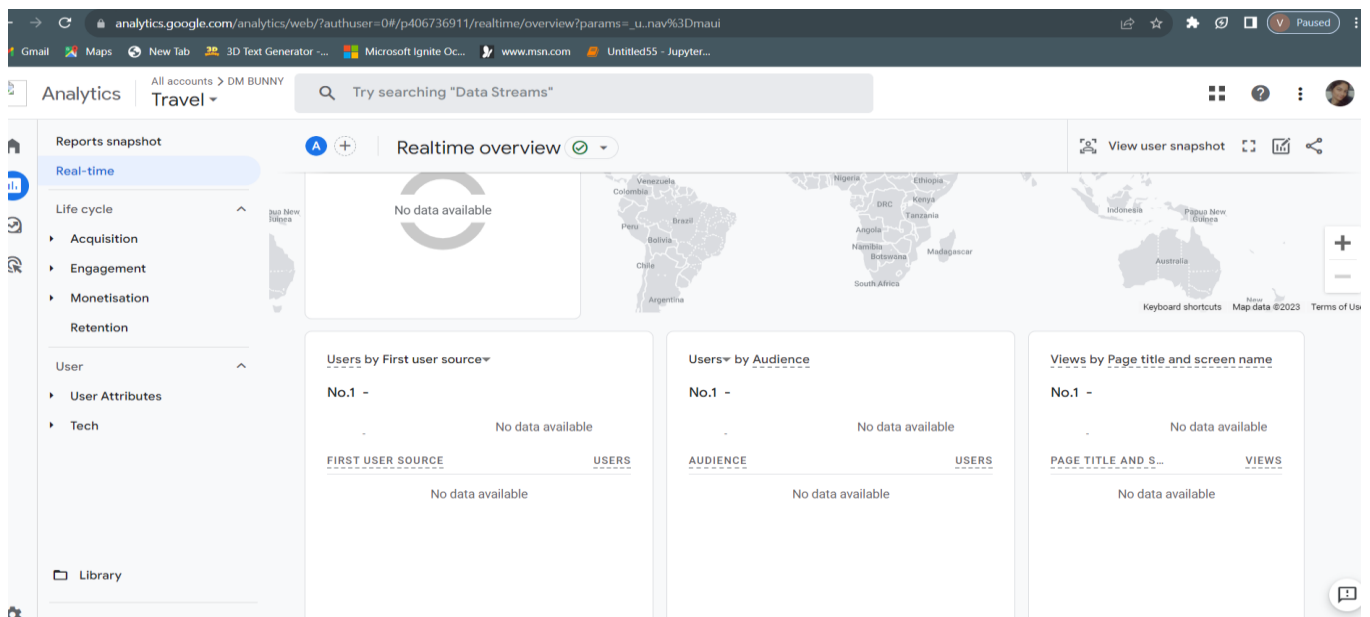 analytics.google.com/analytics/web/?authuser=0#/p406736911/realtime/overview?params=_u..nav%3Dmaui
V Paused
Gmail Maps New Tab 3D Text Generator -... Microsoft Ignite Oc... www.msn.com Untitled55 - Jupyter...
All accounts > DM BUNNY
Analytics Travel
Try searching "Data Streams"
Reports snapshot
Real-time
Life cycle
Acquisition
Engagement
Monetisation
Retention
User
User Attributes
Tech
Library
A Realtime overview
View user snapshot
No data available
Papua New
Guinea
Venezuela
Colombia
Brazil
Peru
Bolivia
Chile
Argentina
Nigeria
Ethiopia
DRC
Kenya
Tanzania
Angola
Namibia
Botswana
Madagascar
South Africa
Indonesia
Papua New
Guinea
Australia
New
Keyboard shortcuts Map data ©2023 Terms of Use
Users by First user source
No.1 -
- No data available
FIRST USER SOURCE USERS
No data available
Users by Audience
No.1 -
- No data available
AUDIENCE USERS
No data available
Views by Page title and screen name
No.1 -
- No data available
PAGE TITLE AND S... VIEWS
No data available